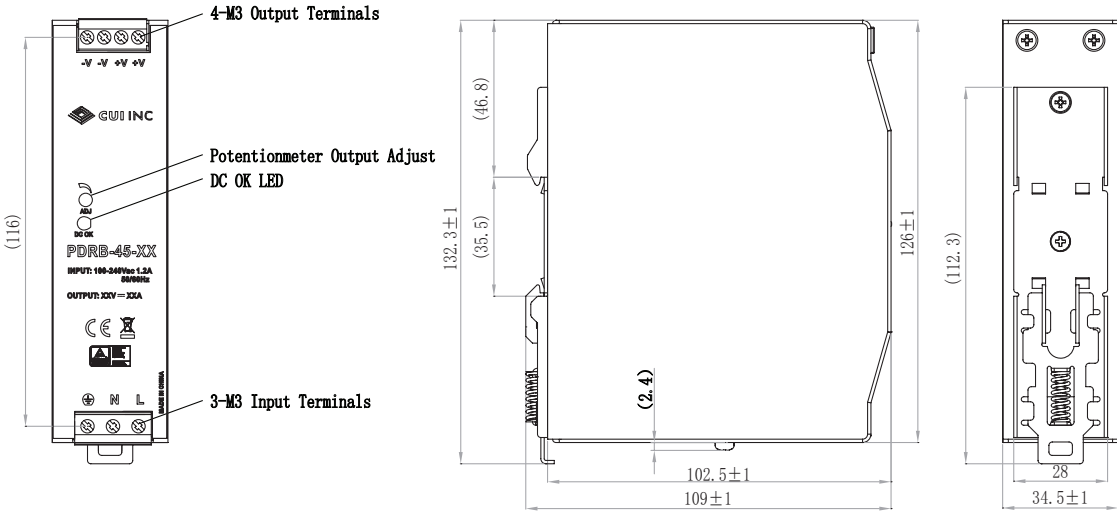 4-M3 Output Terminals
-V -V +V +V
CUI INC
Potentionmeter Output Adjust
DC OK LED
ADJ
DC OK
PDRB-45-XX
INPUT: 100-240Vac 1.2A
50/60Hz
OUTPUT: XXV⎓XXA
CE
MADE IN CHINA
N L
3-M3 Input Terminals
(116)
132.3±1
(46.8)
(35.5)
(2.4)
126±1
102.5±1
109±1
(112.3)
28
34.5±1